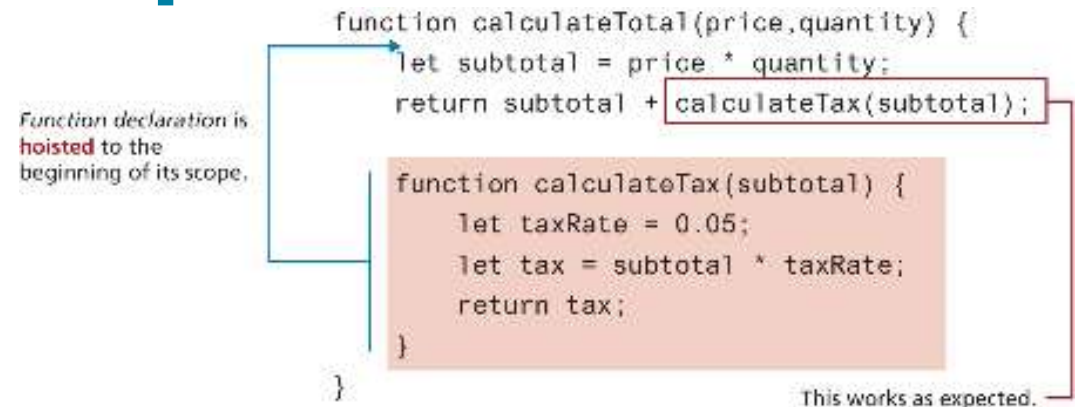 function calculateTotal(price,quantity) {
let subtotal = price * quantity;
return subtotal + calculateTax(subtotal);
Function declaration is
hoisted to the
beginning of its scope.
function calculateTax(subtotal) {
let taxRate = 0.05;
let tax = subtotal * taxRate;
return tax;
}
}
This works as expected.